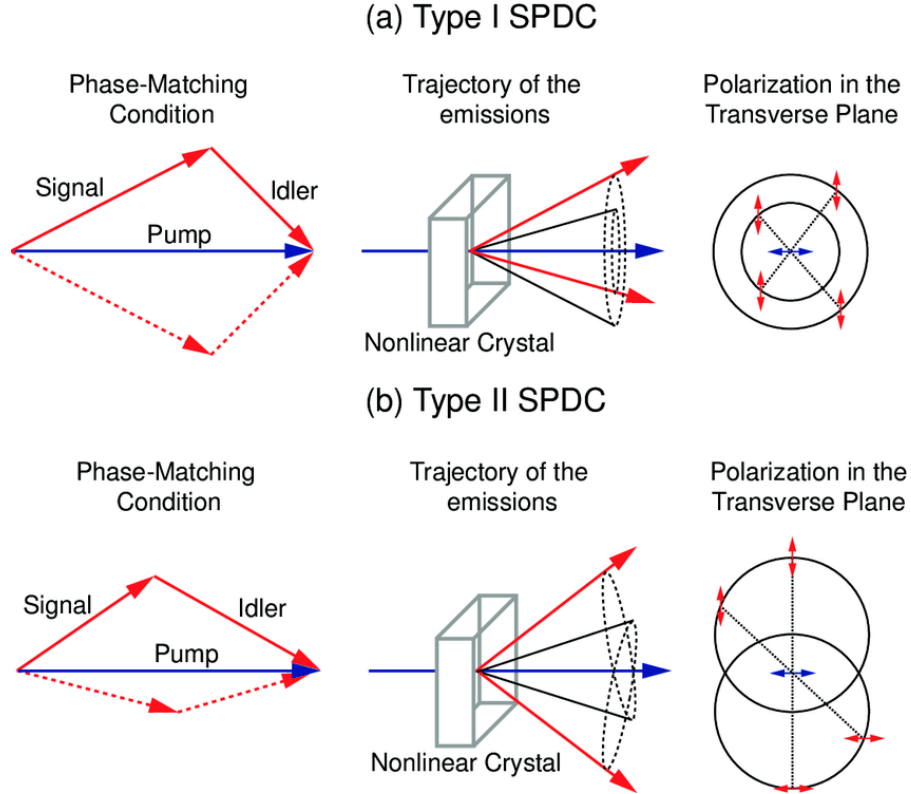 (a) Type I SPDC
Phase-Matching
Condition
Trajectory of the
emissions
Polarization in the
Transverse Plane
Signal
Idler
Pump
Nonlinear Crystal
(b) Type II SPDC
Phase-Matching
Condition
Trajectory of the
emissions
Polarization in the
Transverse Plane
Signal
Idler
Pump
Nonlinear Crystal